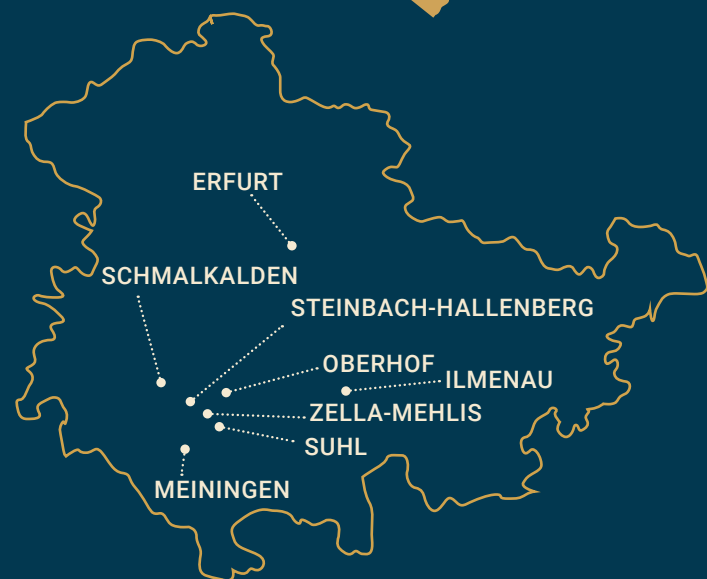 ERFURT
SCHMALKALDEN
STEINBACH-HALLENBERG
OBERHOF
ILMENAU
ZELLA-MEHLIS
SUHL
MEININGEN